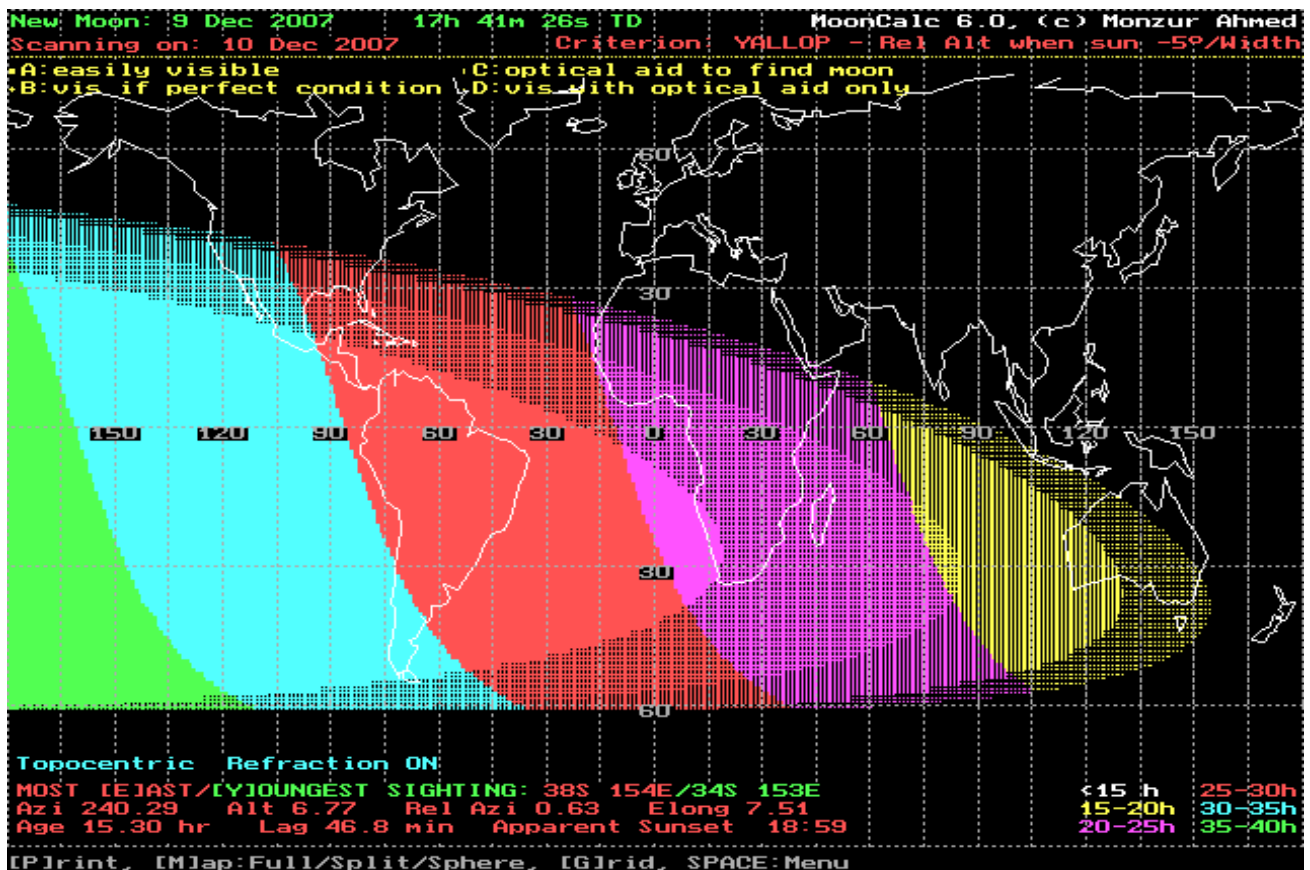 New Moon: 9 Dec 2007 17h 41m 26s TD MoonCalc 6.0, (c) Monzur Ahmed
Scanning on: 10 Dec 2007 Criterion: YALLOP - Rel Alt when sun -5º/Width
A:easily visible C:optical aid to find moon
B:vis if perfect condition D:vis with optical aid only
60
30
150 120 90 60 30 0 30 60 90 120 150
30
60
Topocentric Refraction ON
MOST [E]AST/[Y]OUNGEST SIGHTING: 38S 154E/34S 153E <15 h 25-30h
Azi 240.29 Alt 6.77 Rel Azi 0.63 Elong 7.51 15-20h 30-35h
Age 15.30 hr Lag 46.8 min Apparent Sunset 18:59 20-25h 35-40h
[P]rint, [M]ap:Full/Split/Sphere, [G]rid, SPACE:Menu